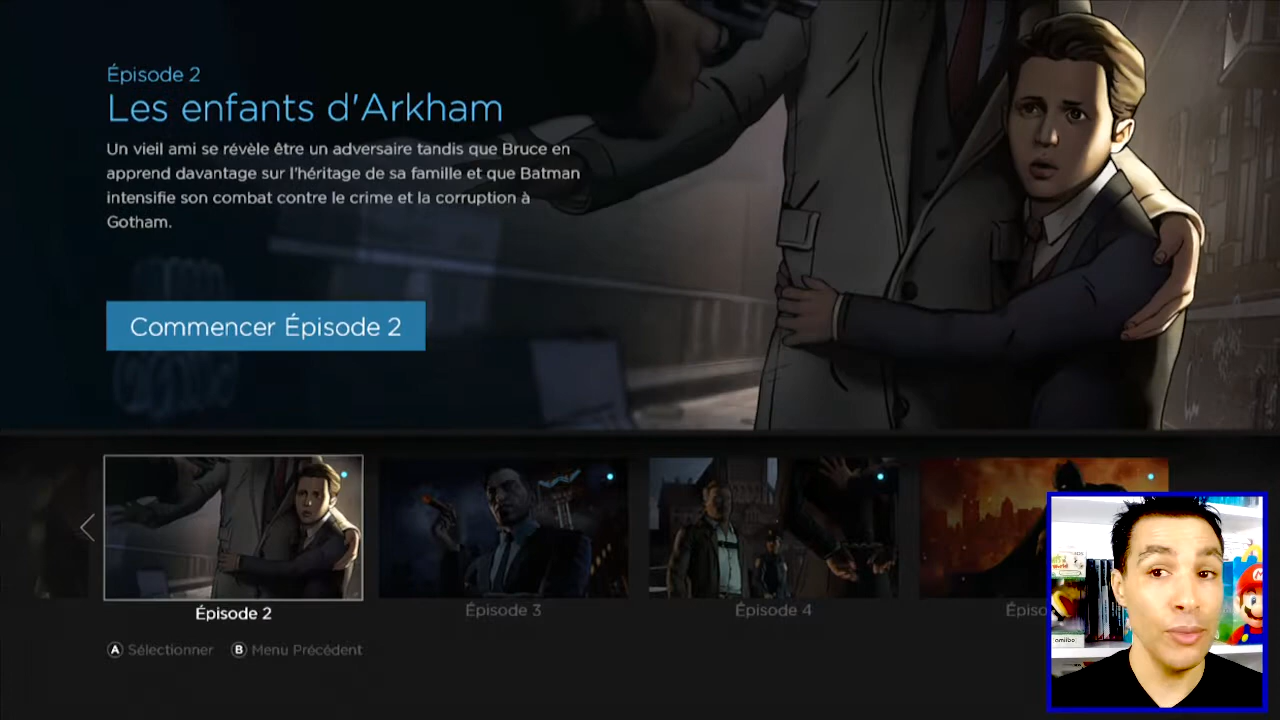 Épisode 2
Les enfants d'Arkham
Un vieil ami se révèle être un adversaire tandis que Bruce en
apprend davantage sur l'héritage de sa famille et que Batman
intensifie son combat contre le crime et la corruption à
Gotham.
Commencer Épisode 2
Épisode 2
Épisode 3
Épisode 4
A Sélectionner
B Menu Précédent
amiibo